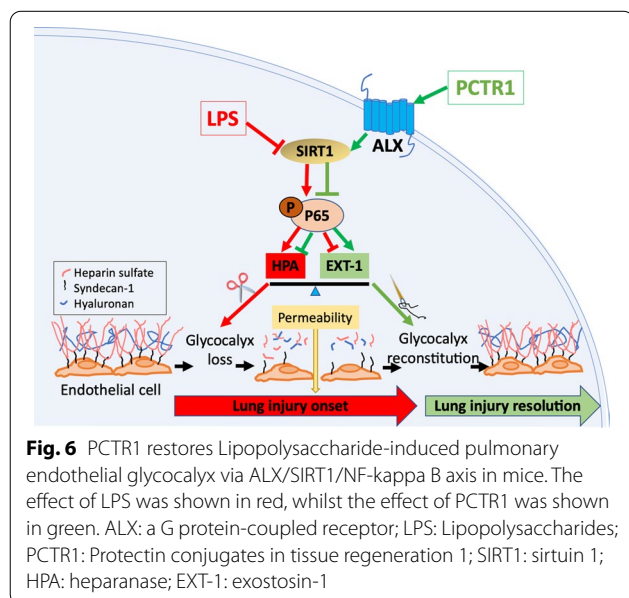 PCTR1
LPS
ALX
SIRT1
P
P65
HPA
EXT-1
Heparin sulfate
Syndecan-1
Hyaluronan
Permeability
Glycocalyx
loss
Glycocalyx
reconstitution
Endothelial cell
Lung injury onset
Lung injury resolution
Fig. 6 PCTR1 restores Lipopolysaccharide-induced pulmonary
endothelial glycocalyx via ALX/SIRT1/NF-kappa B axis in mice. The
effect of LPS was shown in red, whilst the effect of PCTR1 was shown
in green. ALX: a G protein-coupled receptor; LPS: Lipopolysaccharides;
PCTR1: Protectin conjugates in tissue regeneration 1; SIRT1: sirtuin 1;
HPA: heparanase; EXT-1: exostosin-1